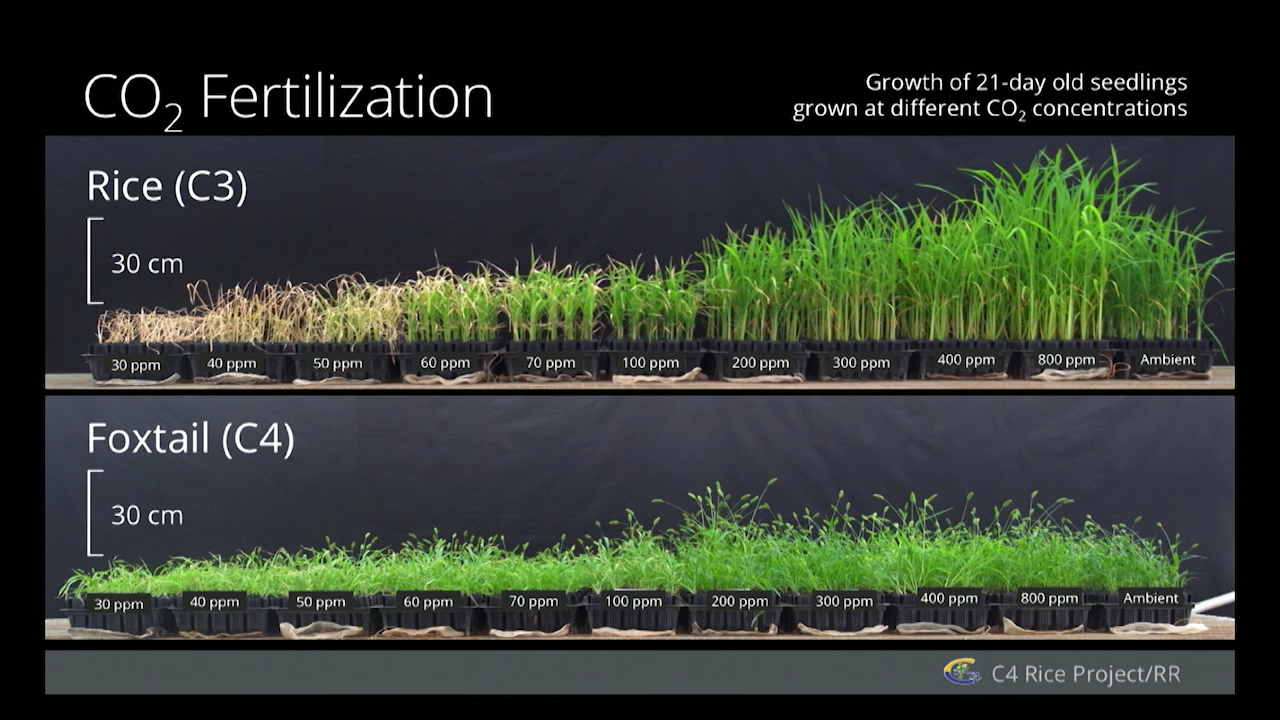 CO₂ Fertilization
Growth of 21-day old seedlings
grown at different CO₂ concentrations
Rice (C3)
30 cm
30 ppm
40 ppm
50 ppm
60 ppm
70 ppm
100 ppm
200 ppm
300 ppm
400 ppm
800 ppm
Ambient
Foxtail (C4)
30 cm
30 ppm
40 ppm
50 ppm
60 ppm
70 ppm
100 ppm
200 ppm
300 ppm
400 ppm
800 ppm
Ambient
C4 Rice Project/RR